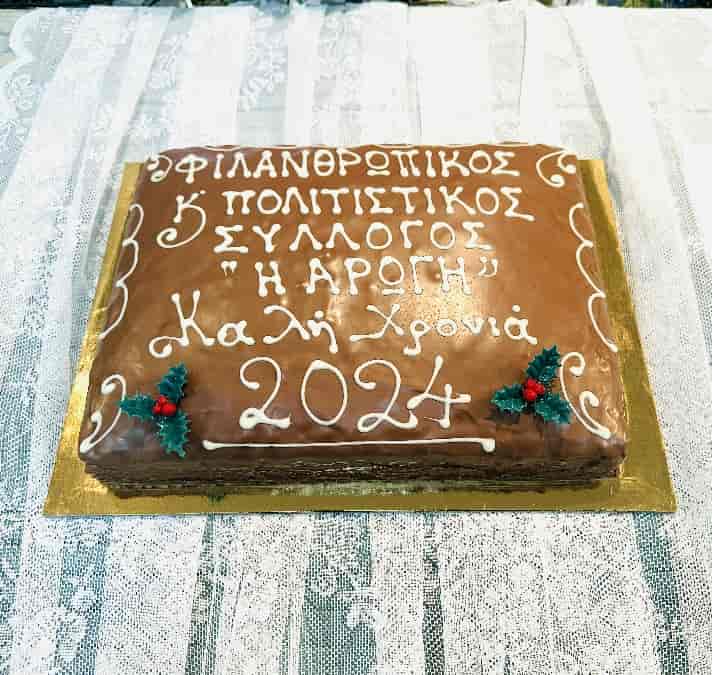 ΦΙΛΑΝΘΡΩΠΙΚΟΣ
Κ' ΠΟΛΙΤΙΣΤΙΚΟΣ
ΣΥΛΛΟΓΟΣ
"Η ΑΡΩΓΗ"
Καλή Χρονιά
2024